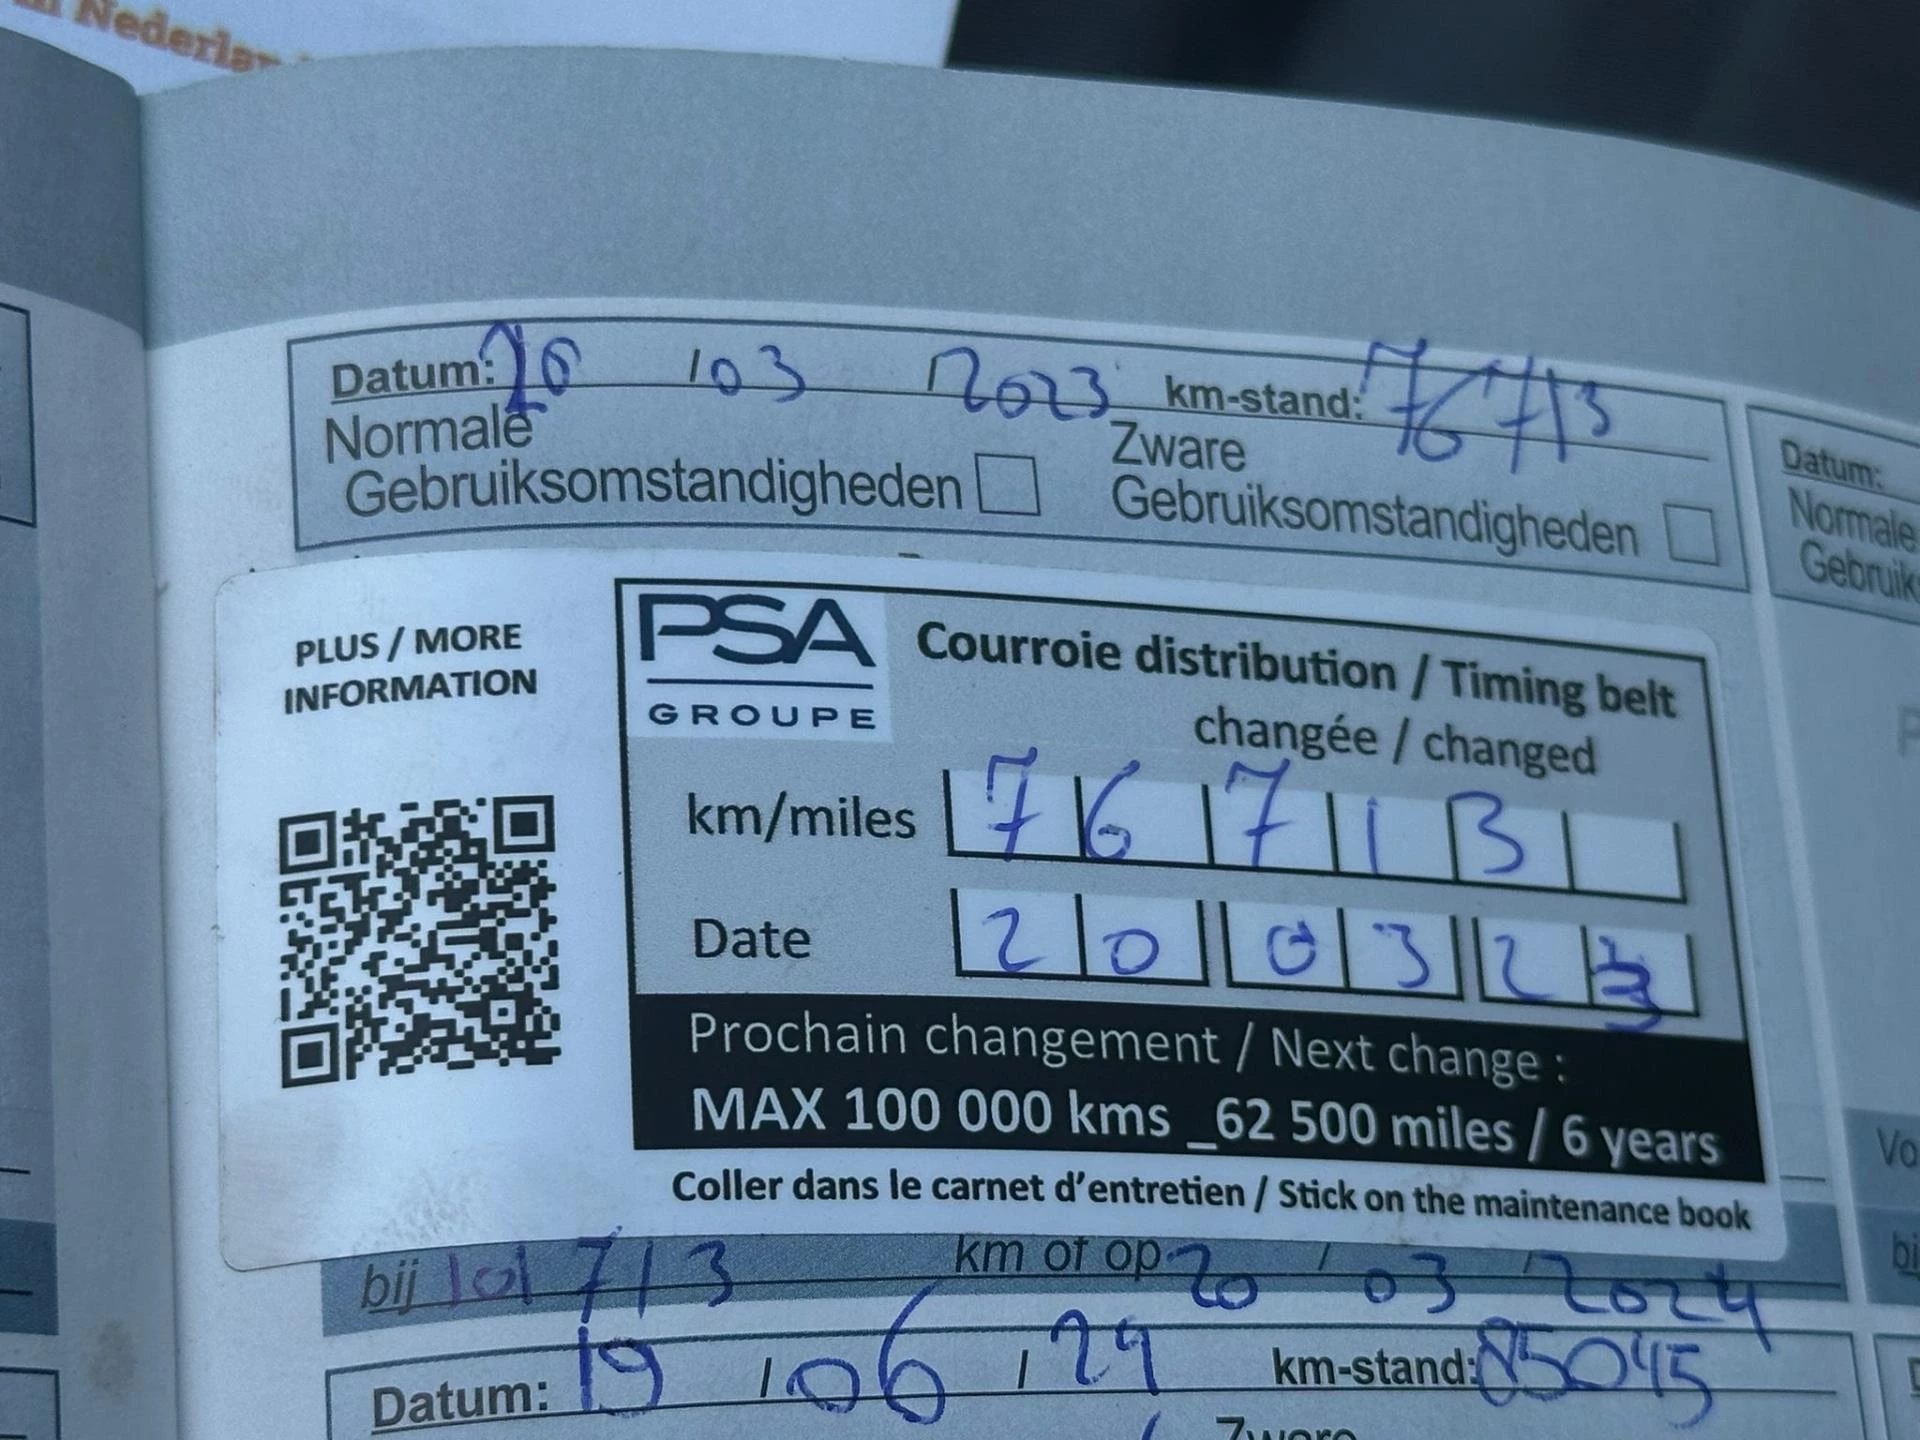 Nederlan
Datum: 20 / 03 / 2023 km-stand: 76713
Normale Gebruiksomstandigheden Zware Gebruiksomstandigheden
Datum:
Normale
PLUS / MORE
INFORMATION
PSA
GROUPE
Courroie distribution / Timing belt
changée / changed
km/miles 7 6 7 1 3
Date 2 0 0 3 2 3
Prochain changement / Next change :
MAX 100 000 kms _62 500 miles / 6 years
Coller dans le carnet d'entretien / Stick on the maintenance book
bij 101713 km of op 20 / 03 / 2024
Datum: 19 / 06 / 24 km-stand: 85045